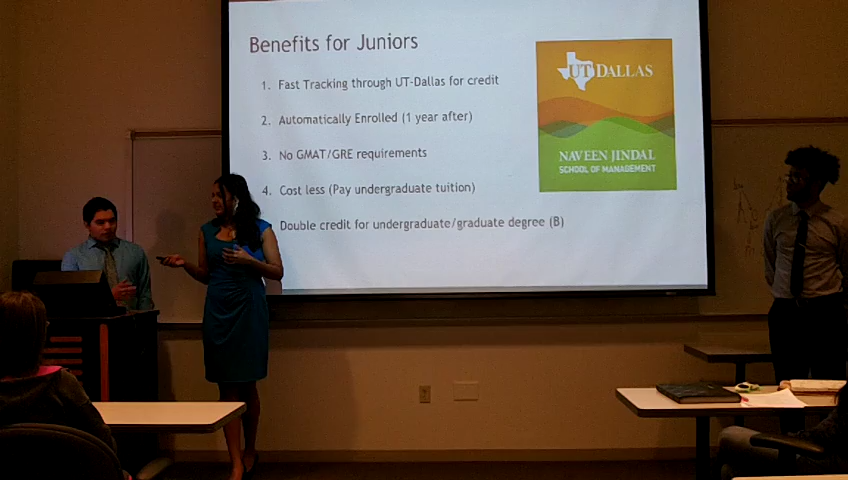 Benefits for Juniors
1. Fast Tracking through UT-Dallas for credit
2. Automatically Enrolled (1 year after)
3. No GMAT/GRE requirements
4. Cost less (Pay undergraduate tuition)
Double credit for undergraduate/graduate degree (B)
UT DALLAS
NAVEEN JINDAL
SCHOOL OF MANAGEMENT